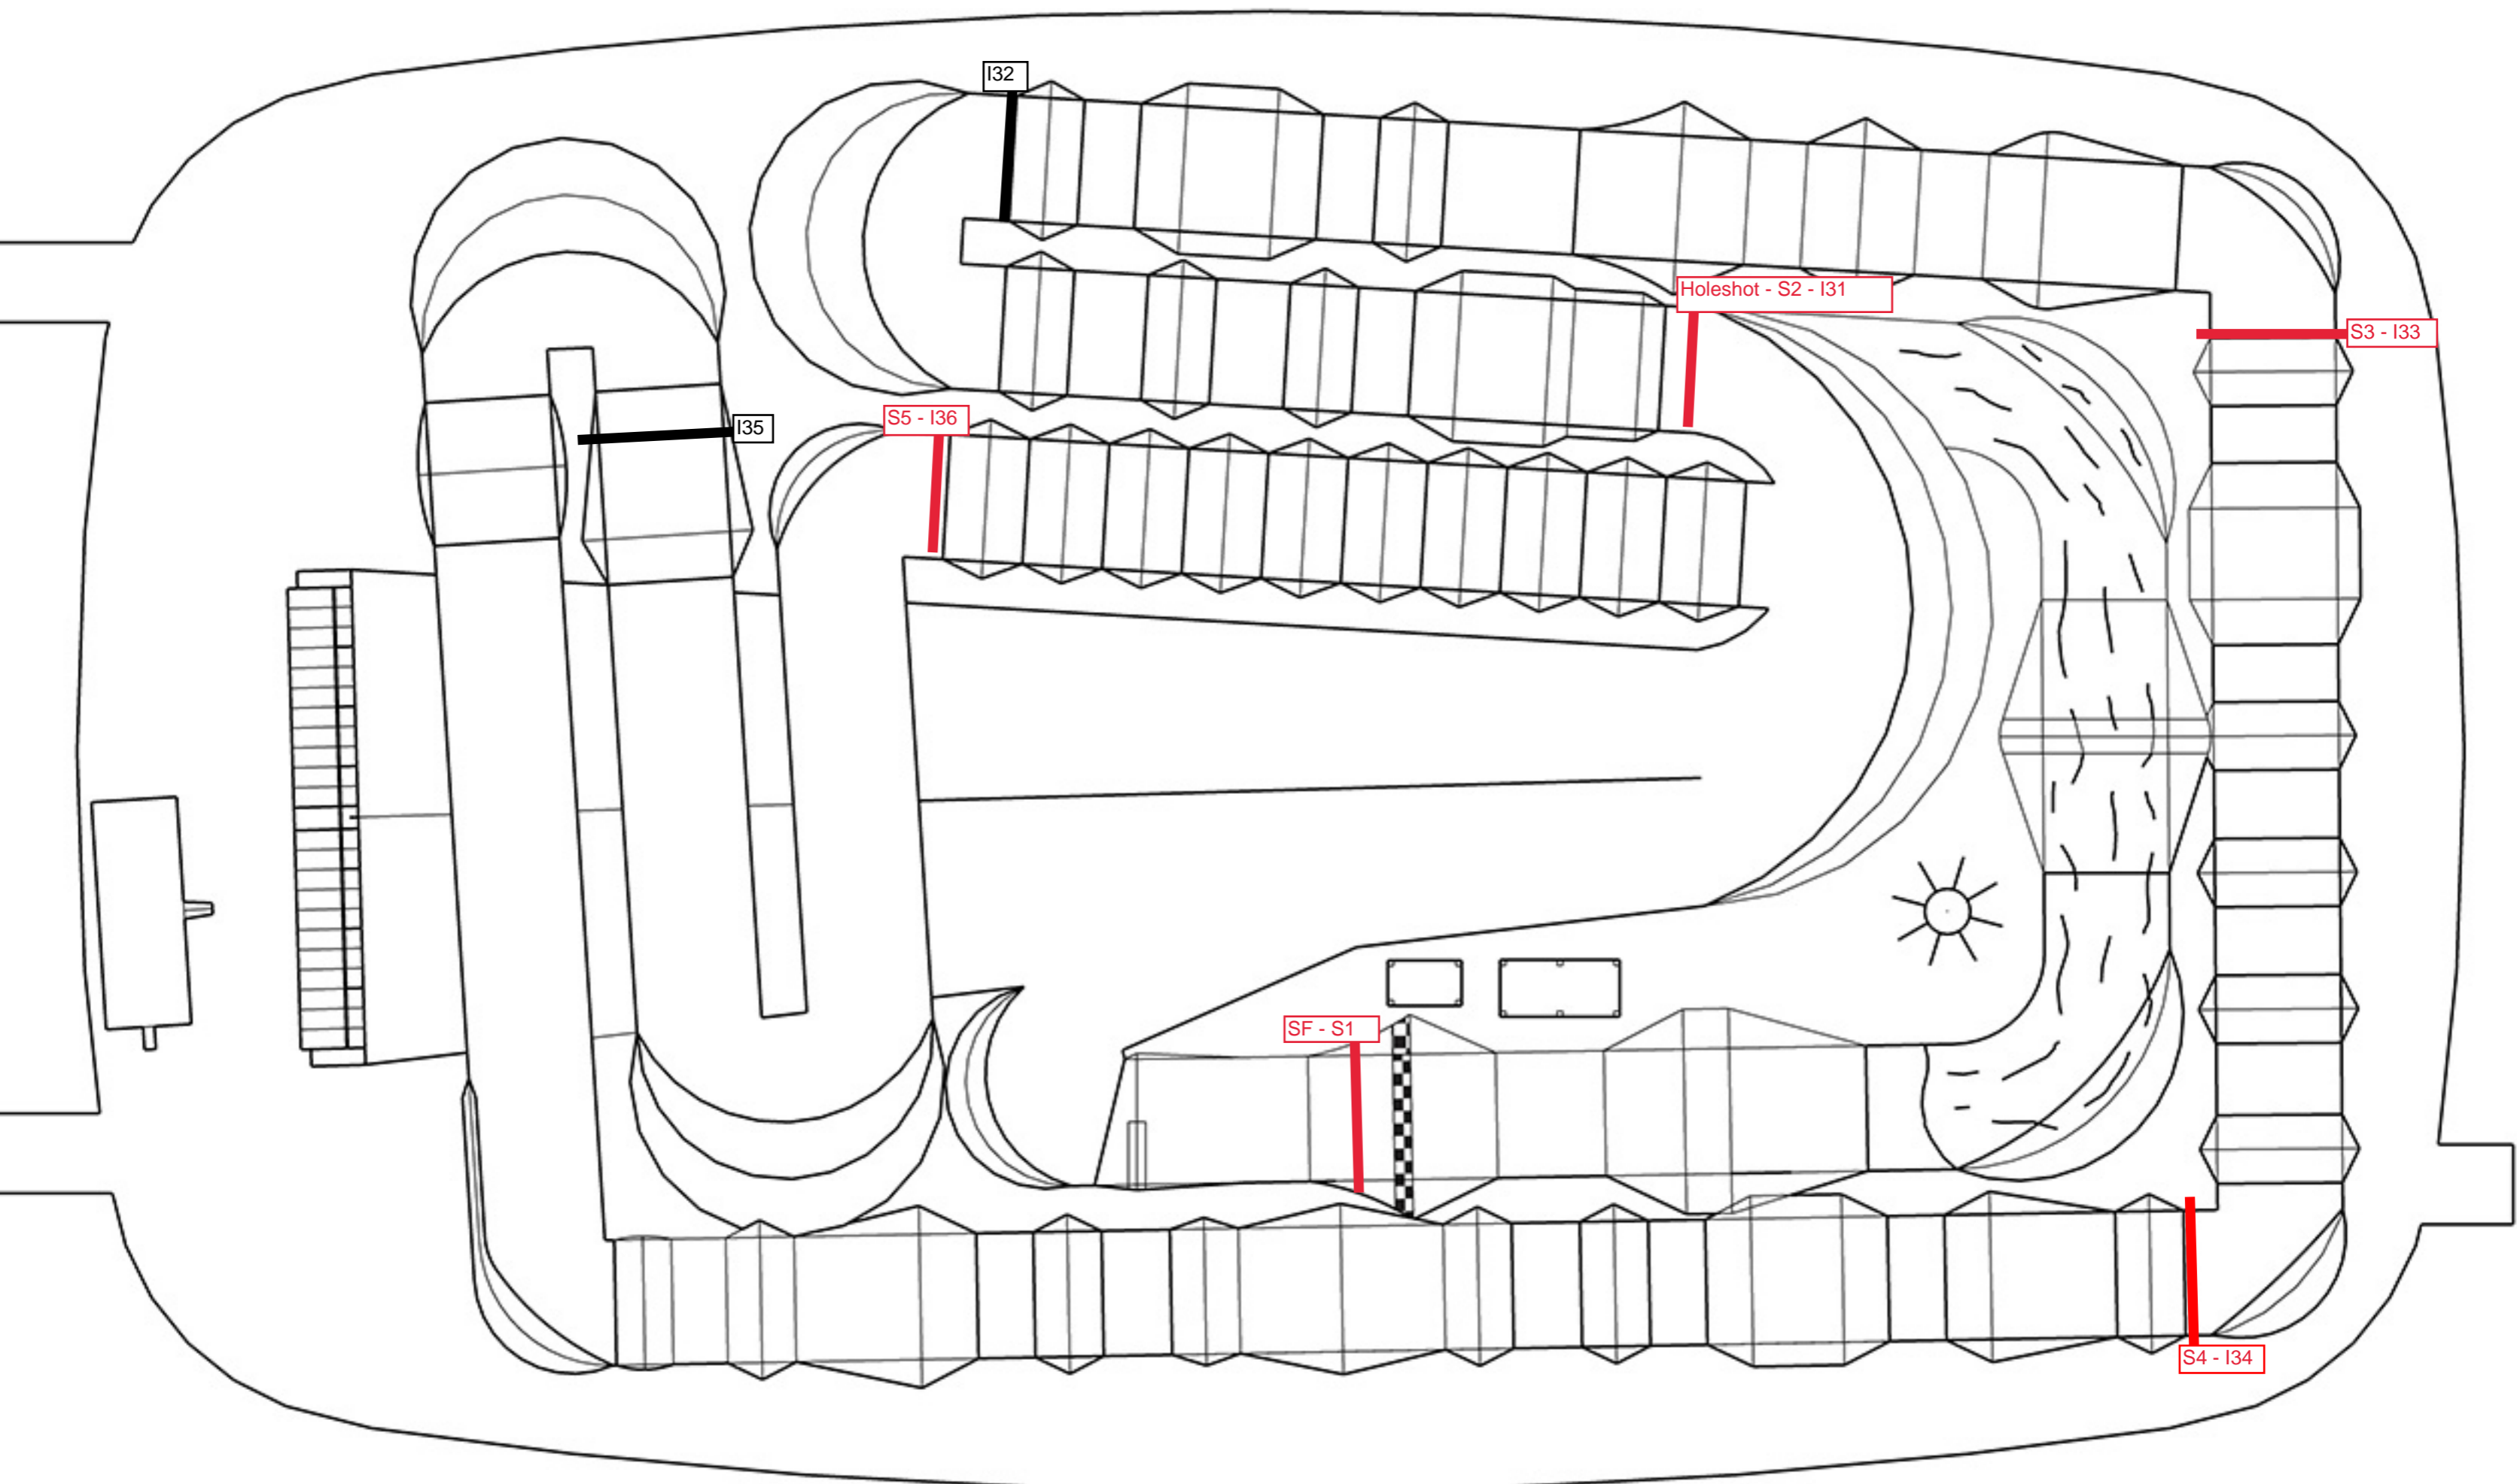 I32
Holeshot - S2 - I31
S3 - I33
S5 - I36
I35
SF - S1
S4 - I34